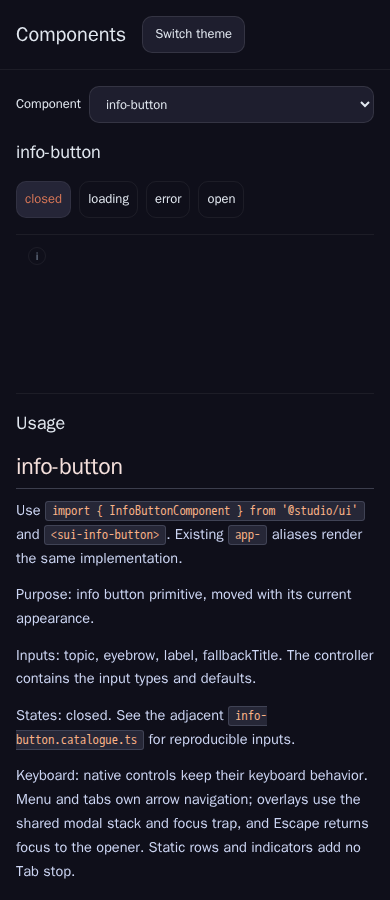 Components
Switch theme
Component
info-button
info-button
closed
loading
error
open
i
Usage
info-button
Use import { InfoButtonComponent } from '@studio/ui'
and <sui-info-button>. Existing app- aliases render
the same implementation.
Purpose: info button primitive, moved with its current
appearance.
Inputs: topic, eyebrow, label, fallbackTitle. The controller
contains the input types and defaults.
States: closed. See the adjacent info-
button.catalogue.ts for reproducible inputs.
Keyboard: native controls keep their keyboard behavior.
Menu and tabs own arrow navigation; overlays use the
shared modal stack and focus trap, and Escape returns
focus to the opener. Static rows and indicators add no
Tab stop.